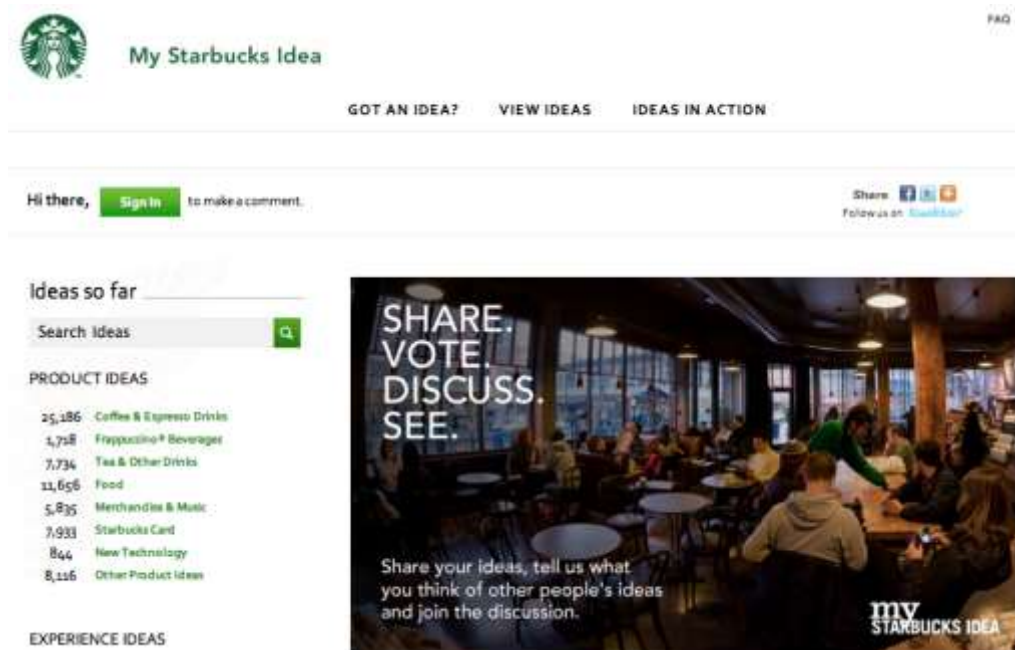 FAQ
My Starbucks Idea
GOT AN IDEA? VIEW IDEAS IDEAS IN ACTION
Hi there, Sign In to make a comment.
Share
Follow us on
Ideas so far
Search Ideas
PRODUCT IDEAS
25,186 Coffee & Espresso Drinks
1,718 Frappuccino® Beverages
7,734 Tea & Other Drinks
11,656 Food
5,835 Merchandise & Music
7,933 Starbucks Card
844 New Technology
8,116 Other Product Ideas
EXPERIENCE IDEAS
SHARE.
VOTE.
DISCUSS.
SEE.
Share your ideas, tell us what
you think of other people's ideas
and join the discussion.
my
STARBUCKS IDEA